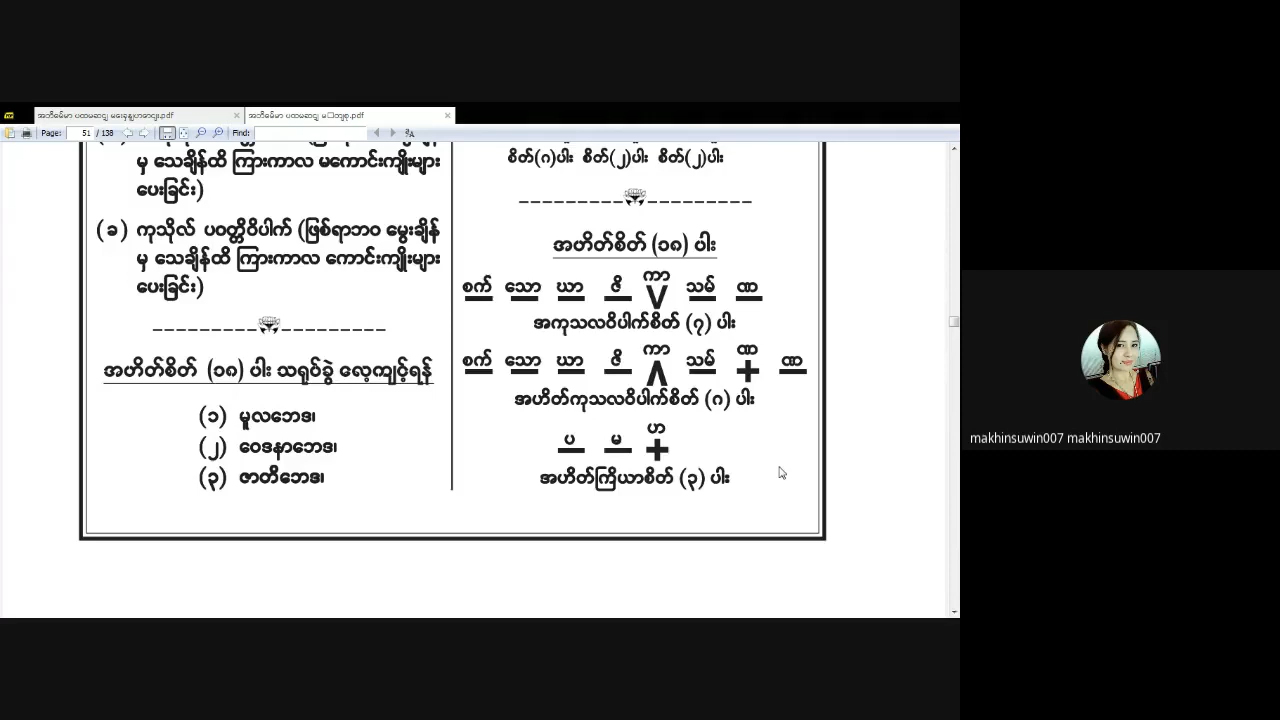 Page: 51 / 138 Find:
မှ သေချိန်ထိ ကြားကာလ မကောင်းကျိုးများ
ပေးခြင်း)
(ခ) ကုသိုလ် ပဝတ္တိဝိပါက် (ဖြစ်ရာဘဝ မွေးချိန်
မှ သေချိန်ထိ ကြားကာလ ကောင်းကျိုးများ
ပေးခြင်း)
အဟိတ်စိတ် (၁၈) ပါး သရုပ်ခွဲ လေ့ကျင့်ရန်
(၁) မူလဘေဒ၊
(၂) ဝေဒနာဘေဒ၊
(၃) ဇာတိဘေဒ၊
စိတ်(၈)ပါး စိတ်(၂)ပါး စိတ်(၂)ပါး
အဟိတ်စိတ် (၁၈) ပါး
စက် သော ဃာ ဇိ ကာ သမ် ဏ
အကုသလဝိပါက်စိတ် (၇) ပါး
စက် သော ဃာ ဇိ ကာ သမ် ဏ ဏ
အဟိတ်ကုသလဝိပါက်စိတ် (၈) ပါး
ပ မ ဟ
အဟိတ်ကြိယာစိတ် (၃) ပါး
makhinsuwin007 makhinsuwin007